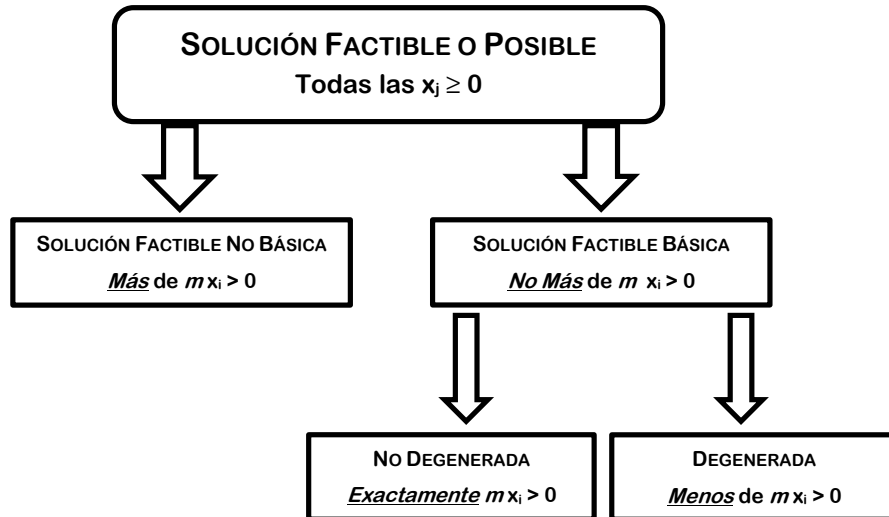 SOLUCIÓN FACTIBLE O POSIBLE
Todas las xj ≥ 0
SOLUCIÓN FACTIBLE NO BÁSICA
Más de m xi > 0
SOLUCIÓN FACTIBLE BÁSICA
No Más de m xi > 0
NO DEGENERADA
Exactamente m xi > 0
DEGENERADA
Menos de m xi > 0